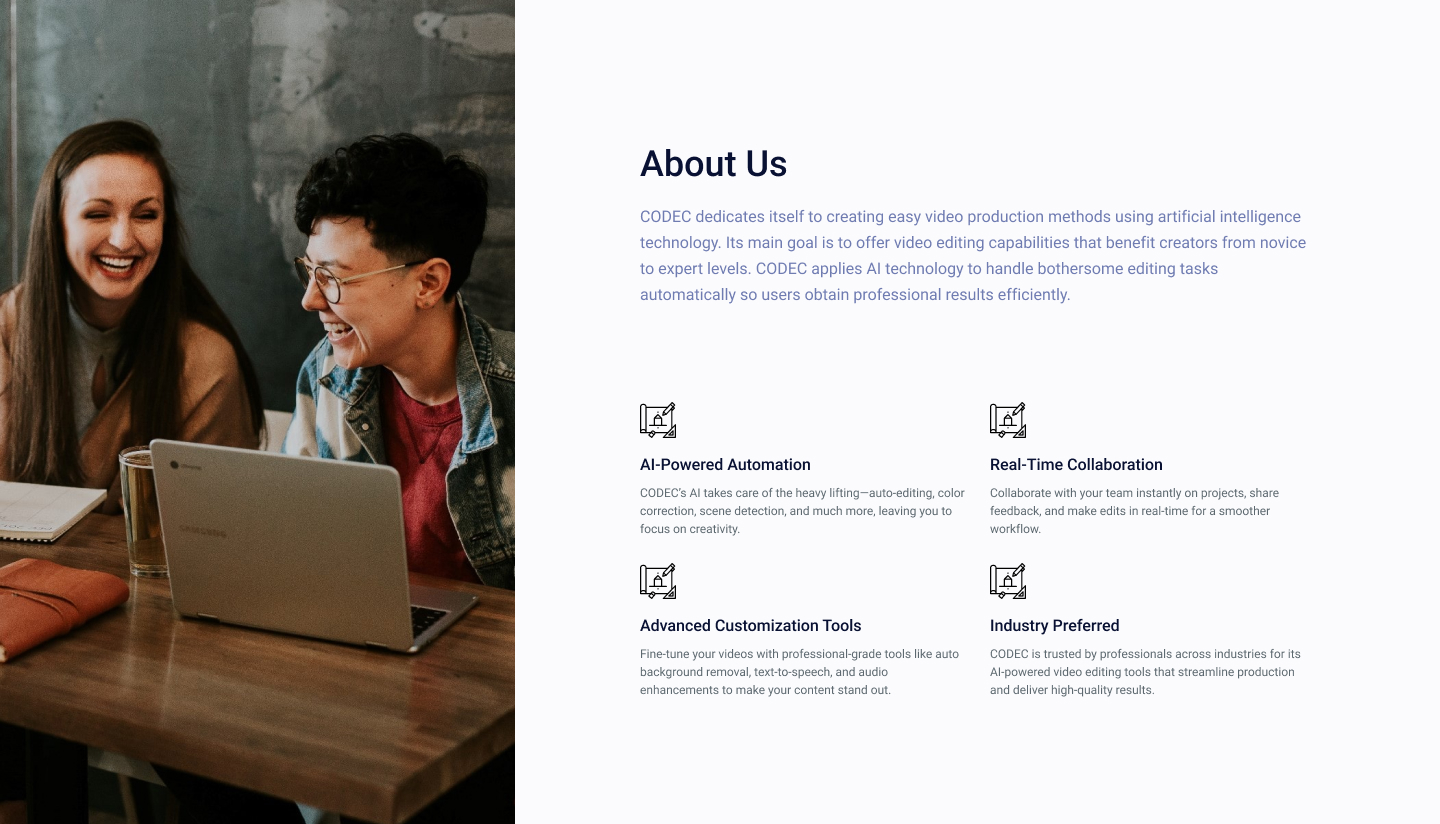 About Us
CODEC dedicates itself to creating easy video production methods using artificial intelligence
technology. Its main goal is to offer video editing capabilities that benefit creators from novice
to expert levels. CODEC applies AI technology to handle bothersome editing tasks
automatically so users obtain professional results efficiently.
AI-Powered Automation
CODEC’s AI takes care of the heavy lifting—auto-editing, color
correction, scene detection, and much more, leaving you to
focus on creativity.
Real-Time Collaboration
Collaborate with your team instantly on projects, share
feedback, and make edits in real-time for a smoother
workflow.
Advanced Customization Tools
Fine-tune your videos with professional-grade tools like auto
background removal, text-to-speech, and audio
enhancements to make your content stand out.
Industry Preferred
CODEC is trusted by professionals across industries for its
AI-powered video editing tools that streamline production
and deliver high-quality results.
chrome
SAMSUNG